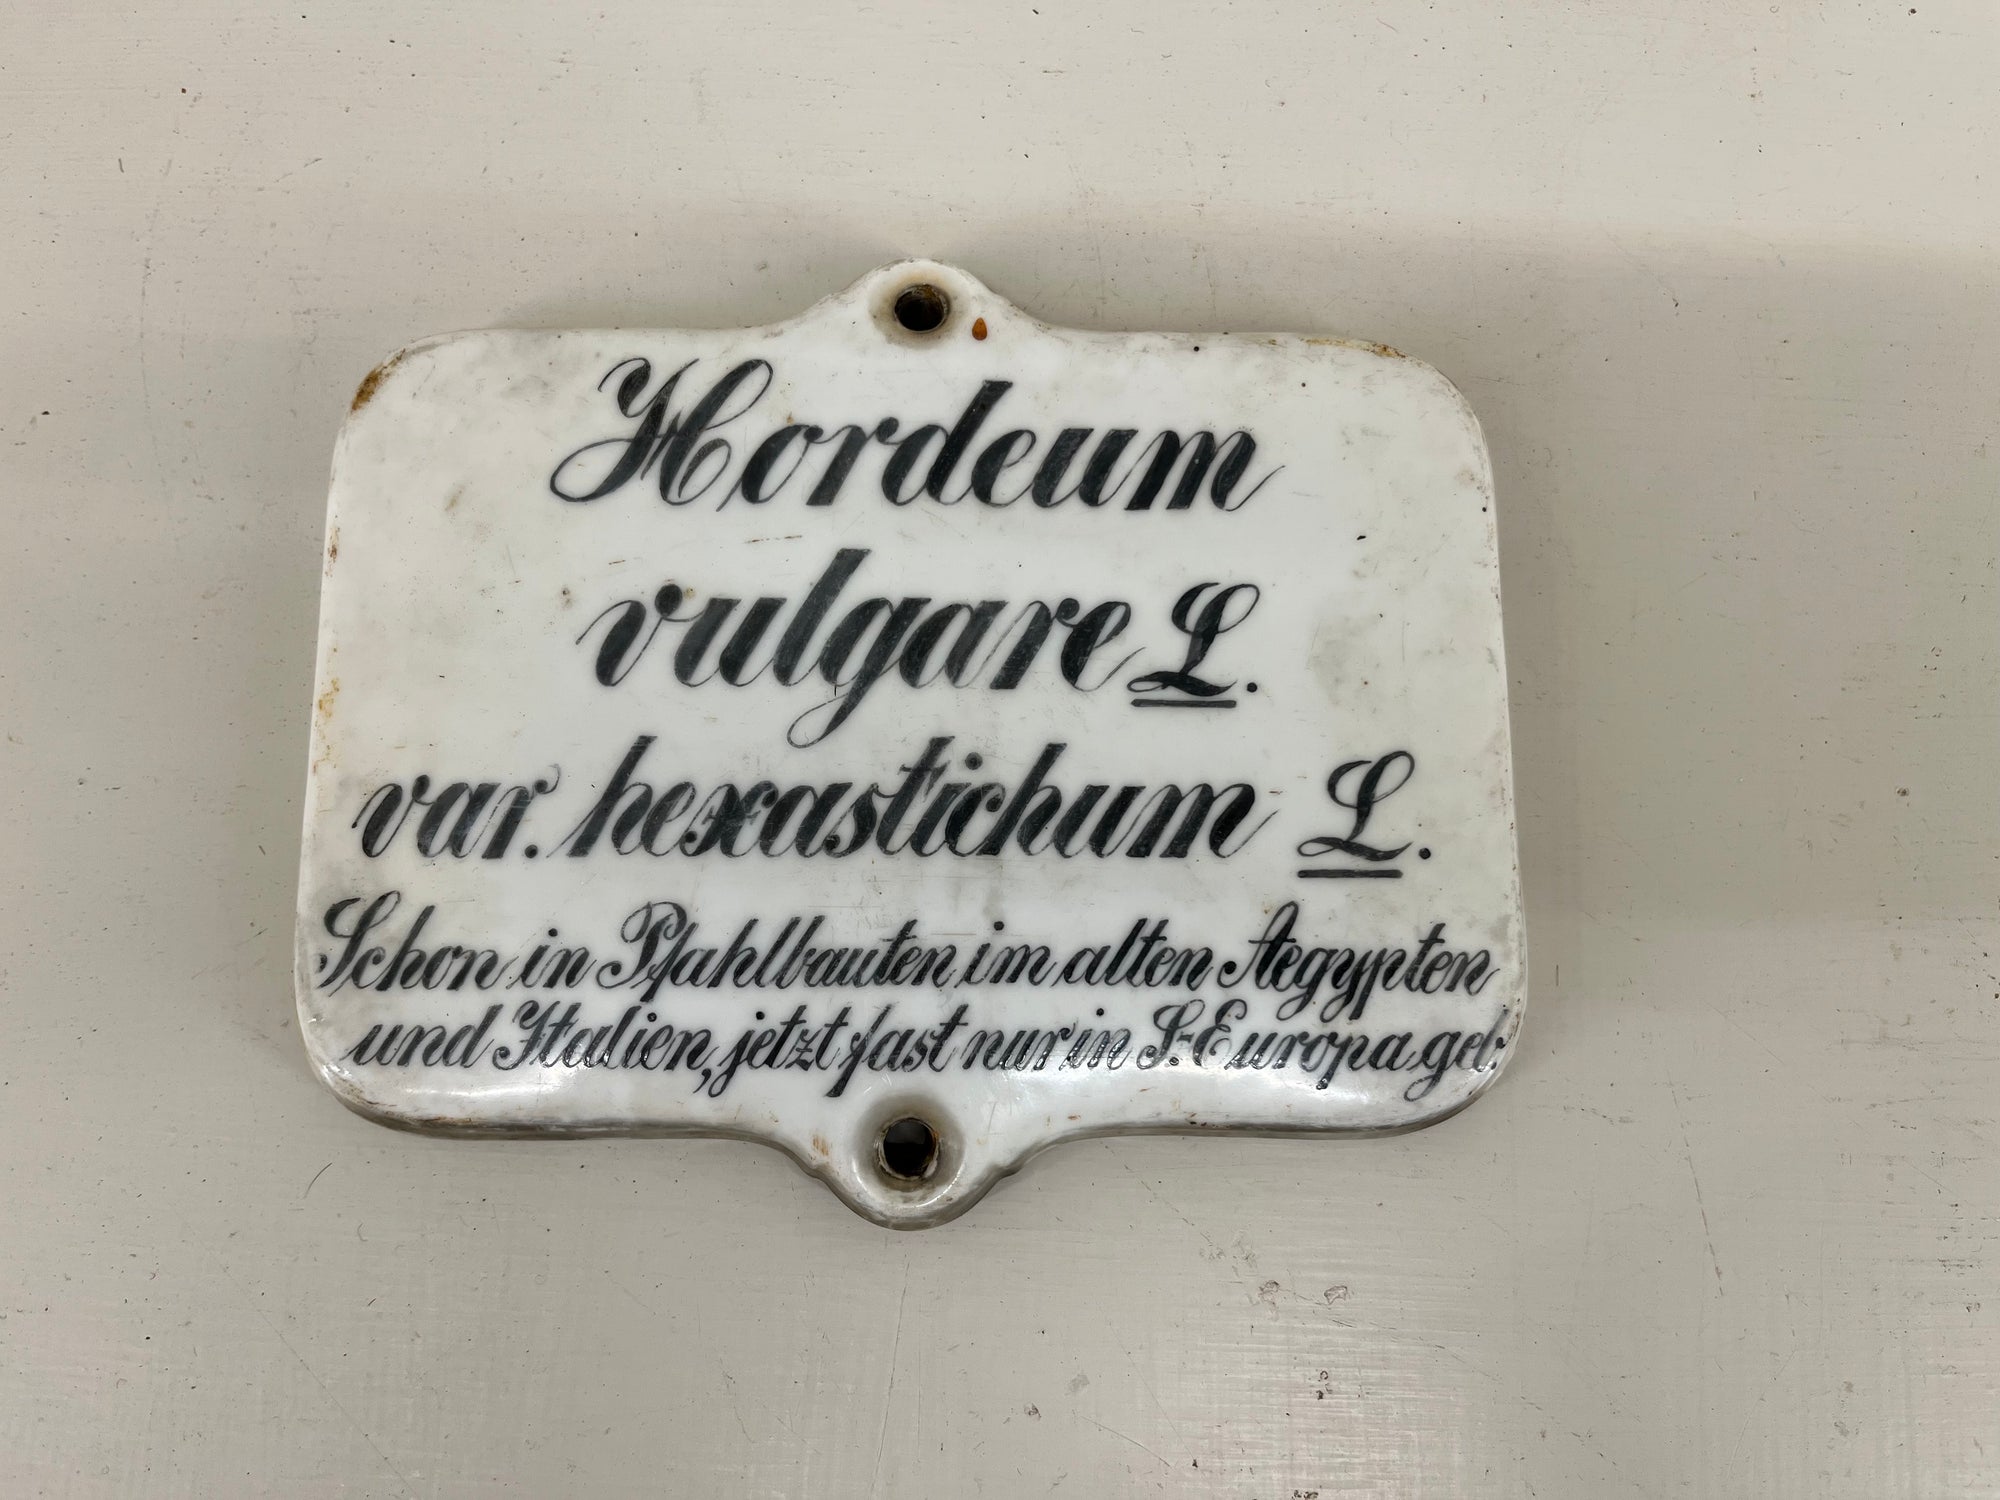 Hordeum
vulgare L.
var. hexastichum L.
Schon in Pfahlbauten im alten Aegypten
und Italien, jetzt fast nur in S.-Europa geb.